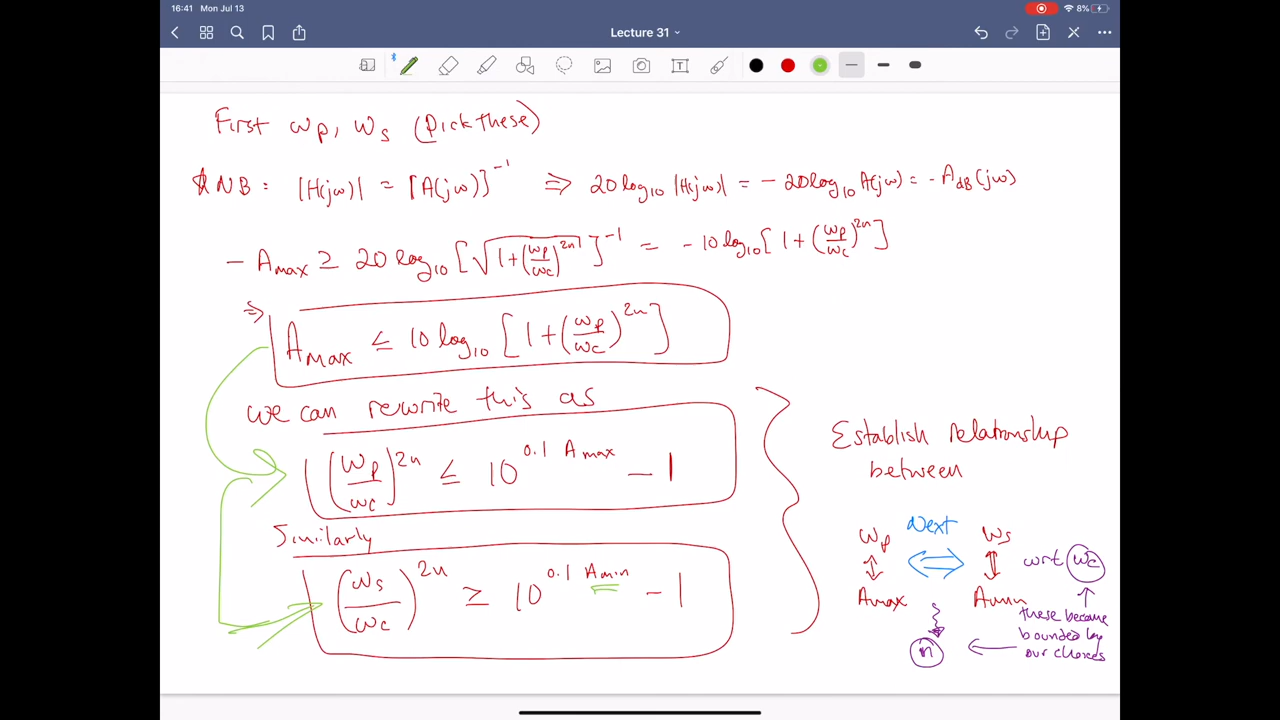 16:41 Mon Jul 13
8%
Lecture 31
First ωp, ωs (Pick these)
NB: |H(jω)| = [A(jω)]^-1 ⇒ 20 log10 |H(jω)| = - 20 log10 A(jω) = - AdB(jω)
- Amax ≥ 20 log10 [√(1+(ωp/ωc)^2n)]^-1 = - 10 log10 [1+(ωp/ωc)^2n]
⇒ Amax ≤ 10 log10 [1+(ωp/ωc)^2n]
we can rewrite this as
(ωp/ωc)^2n ≤ 10^0.1 Amax - 1
Similarly
(ωs/ωc)^2n ≥ 10^0.1 Amin - 1
Establish relationship
between
ωp Next ωs
↕ ⇔ ↕ wrt ωc
Amax Amin
these become
bounded by
our choices
n